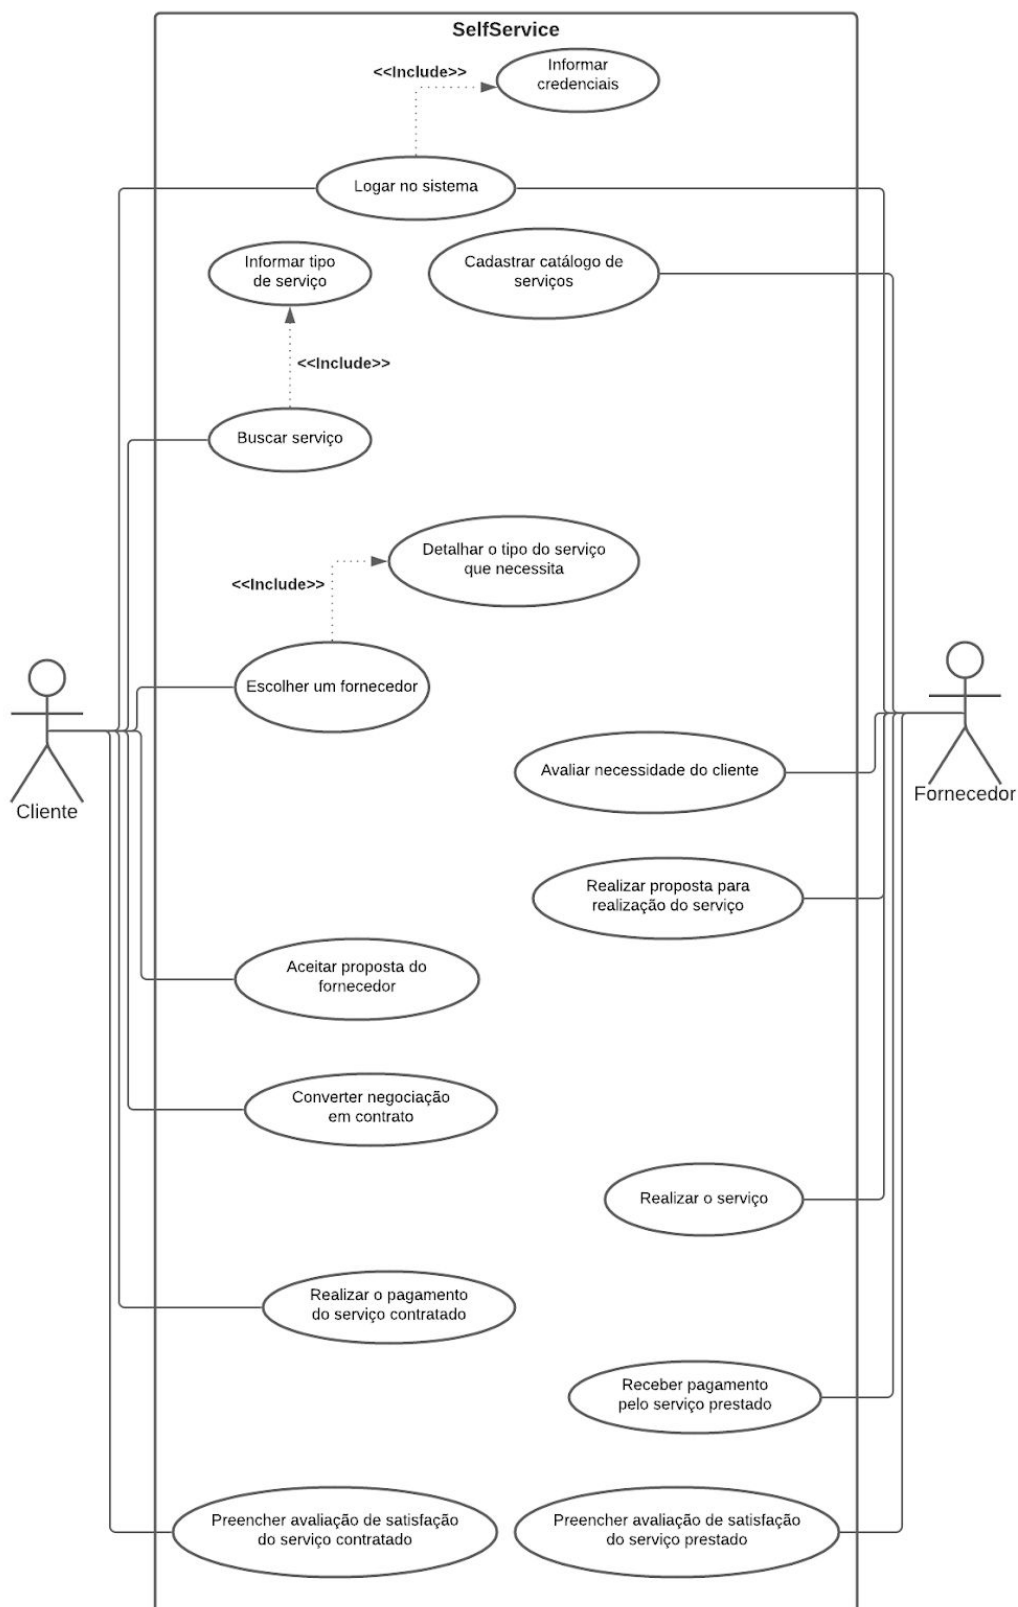 SelfService
<<Include>>
Informar
credenciais
Logar no sistema
Informar tipo
de serviço
Cadastrar catálogo de
serviços
<<Include>>
Buscar serviço
Detalhar o tipo do serviço
que necessita
<<Include>>
Escolher um fornecedor
Avaliar necessidade do cliente
Cliente
Fornecedor
Realizar proposta para
realização do serviço
Aceitar proposta do
fornecedor
Converter negociação
em contrato
Realizar o serviço
Realizar o pagamento
do serviço contratado
Receber pagamento
pelo serviço prestado
Preencher avaliação de satisfação
do serviço contratado
Preencher avaliação de satisfação
do serviço prestado